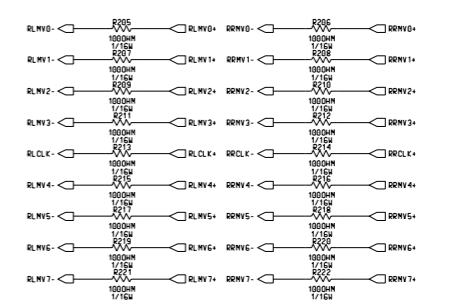 R205 R206
RLMV0- RLMV0+ RRMV0- RRMV0+
100OHM 100OHM
1/16W 1/16W
R207 R208
RLMV1- RLMV1+ RRMV1- RRMV1+
100OHM 100OHM
1/16W 1/16W
R209 R210
RLMV2- RLMV2+ RRMV2- RRMV2+
100OHM 100OHM
1/16W 1/16W
R211 R212
RLMV3- RLMV3+ RRMV3- RRMV3+
100OHM 100OHM
1/16W 1/16W
R213 R214
RLCLK- RLCLK+ RRCLK- RRCLK+
100OHM 100OHM
1/16W 1/16W
R215 R216
RLMV4- RLMV4+ RRMV4- RRMV4+
100OHM 100OHM
1/16W 1/16W
R217 R218
RLMV5- RLMV5+ RRMV5- RRMV5+
100OHM 100OHM
1/16W 1/16W
R219 R220
RLMV6- RLMV6+ RRMV6- RRMV6+
100OHM 100OHM
1/16W 1/16W
R221 R222
RLMV7- RLMV7+ RRMV7- RRMV7+
100OHM 100OHM
1/16W 1/16W